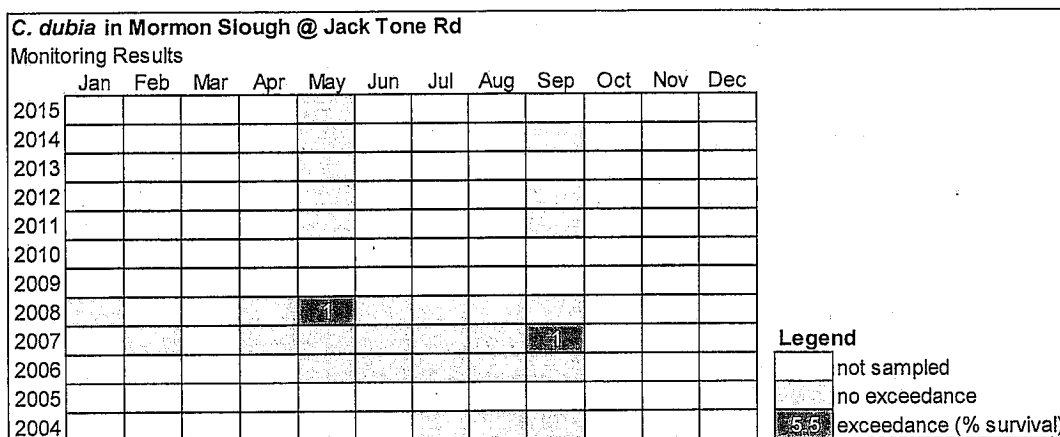 C. dubia in Mormon Slough @ Jack Tone Rd
Monitoring Results
Jan Feb Mar Apr May Jun Jul Aug Sep Oct Nov Dec
2015
2014
2013
2012
2011
2010
2009
2008 1
2007 1
2006
2005
2004
Legend
not sampled
no exceedance
exceedance (% survival)